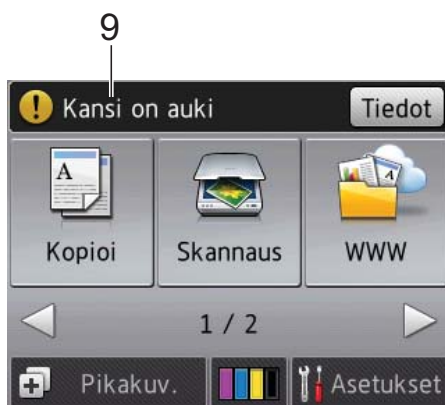 9
Kansi on auki Tiedot
Kopioi Skannaus WWW
1 / 2
Pikakuv. Asetukset